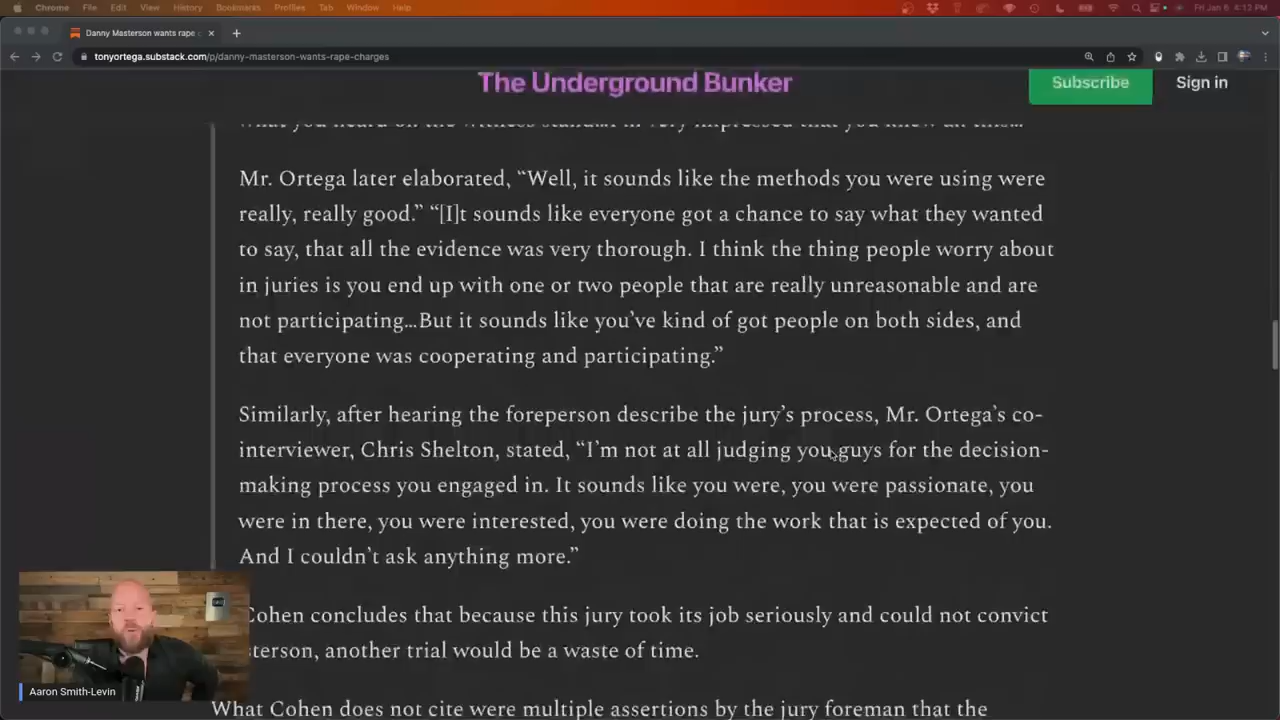 Chrome File Edit View History Bookmarks Profiles Tab Window Help Fri Jan 6 4:13 PM
Danny Masterson wants rape
tonyortega.substack.com/p/danny-masterson-wants-rape-charges
The Underground Bunker
Subscribe
Sign in
Mr. Ortega later elaborated, “Well, it sounds like the methods you were using were
really, really good.” “[I]t sounds like everyone got a chance to say what they wanted
to say, that all the evidence was very thorough. I think the thing people worry about
in juries is you end up with one or two people that are really unreasonable and are
not participating…But it sounds like you’ve kind of got people on both sides, and
that everyone was cooperating and participating.”
Similarly, after hearing the foreperson describe the jury’s process, Mr. Ortega’s co-
interviewer, Chris Shelton, stated, “I’m not at all judging you guys for the decision-
making process you engaged in. It sounds like you were, you were passionate, you
were in there, you were interested, you were doing the work that is expected of you.
And I couldn’t ask anything more.”
Cohen concludes that because this jury took its job seriously and could not convict
sterson, another trial would be a waste of time.
What Cohen does not cite were multiple assertions by the jury foreman that the
Aaron Smith-Levin